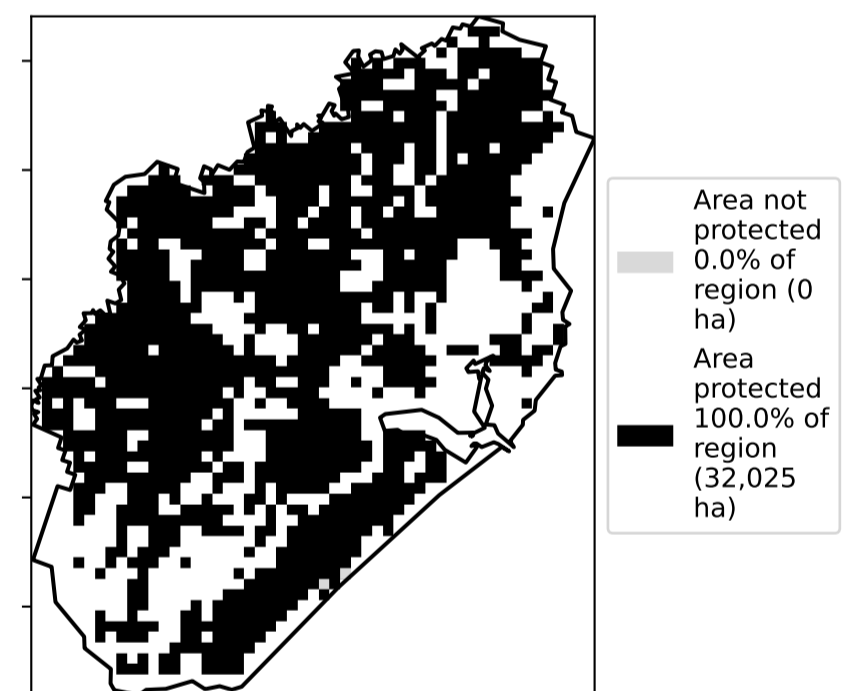 Area not
protected
0.0% of
region (0
ha)
Area
protected
100.0% of
region
(32,025
ha)